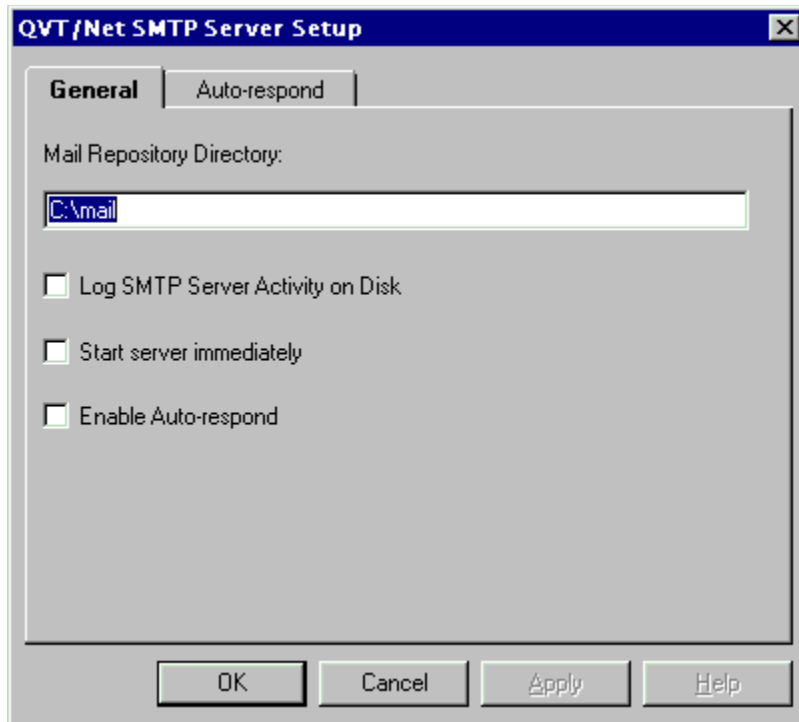 QVT/Net SMTP Server Setup
General
Auto-respond
Mail Repository Directory:
C:\mail
Log SMTP Server Activity on Disk
Start server immediately
Enable Auto-respond
OK
Cancel
Apply
Help